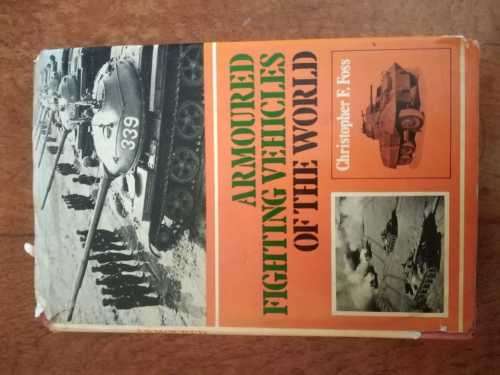 ARMOURED
FIGHTING VEHICLES
OF THE WORLD
Christopher F. Foss
339